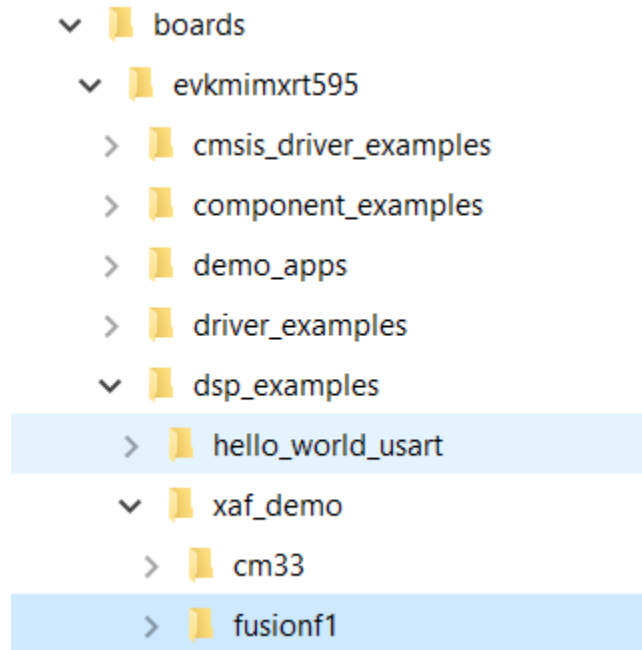 boards
evkmimxrt595
cmsis_driver_examples
component_examples
demo_apps
driver_examples
dsp_examples
hello_world_usart
xaf_demo
cm33
fusionf1